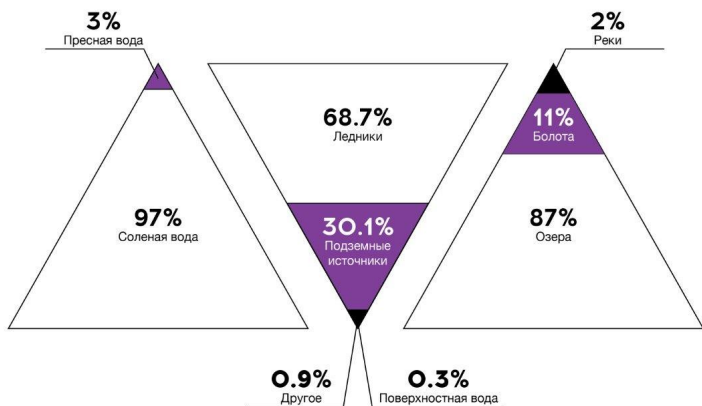 3%
Пресная вода
97%
Соленая вода
68.7%
Ледники
30.1%
Подземные
источники
0.9%
Другое
0.3%
Поверхностная вода
2%
Реки
11%
Болота
87%
Озера